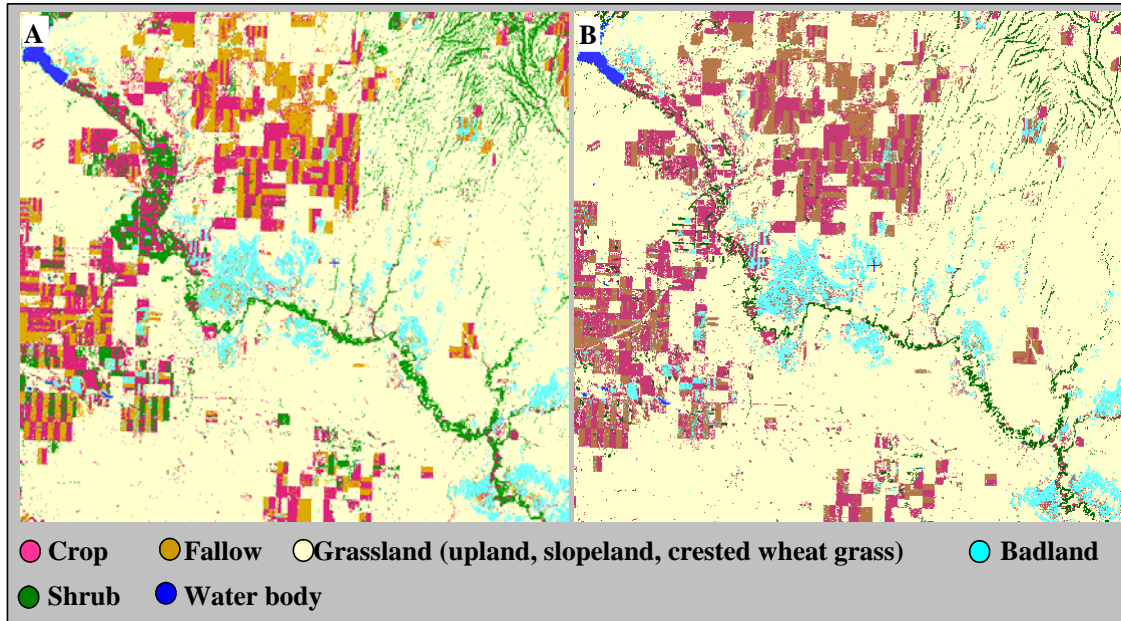 A B
Crop Fallow Grassland (upland, slopeland, crested wheat grass) Badland
Shrub Water body